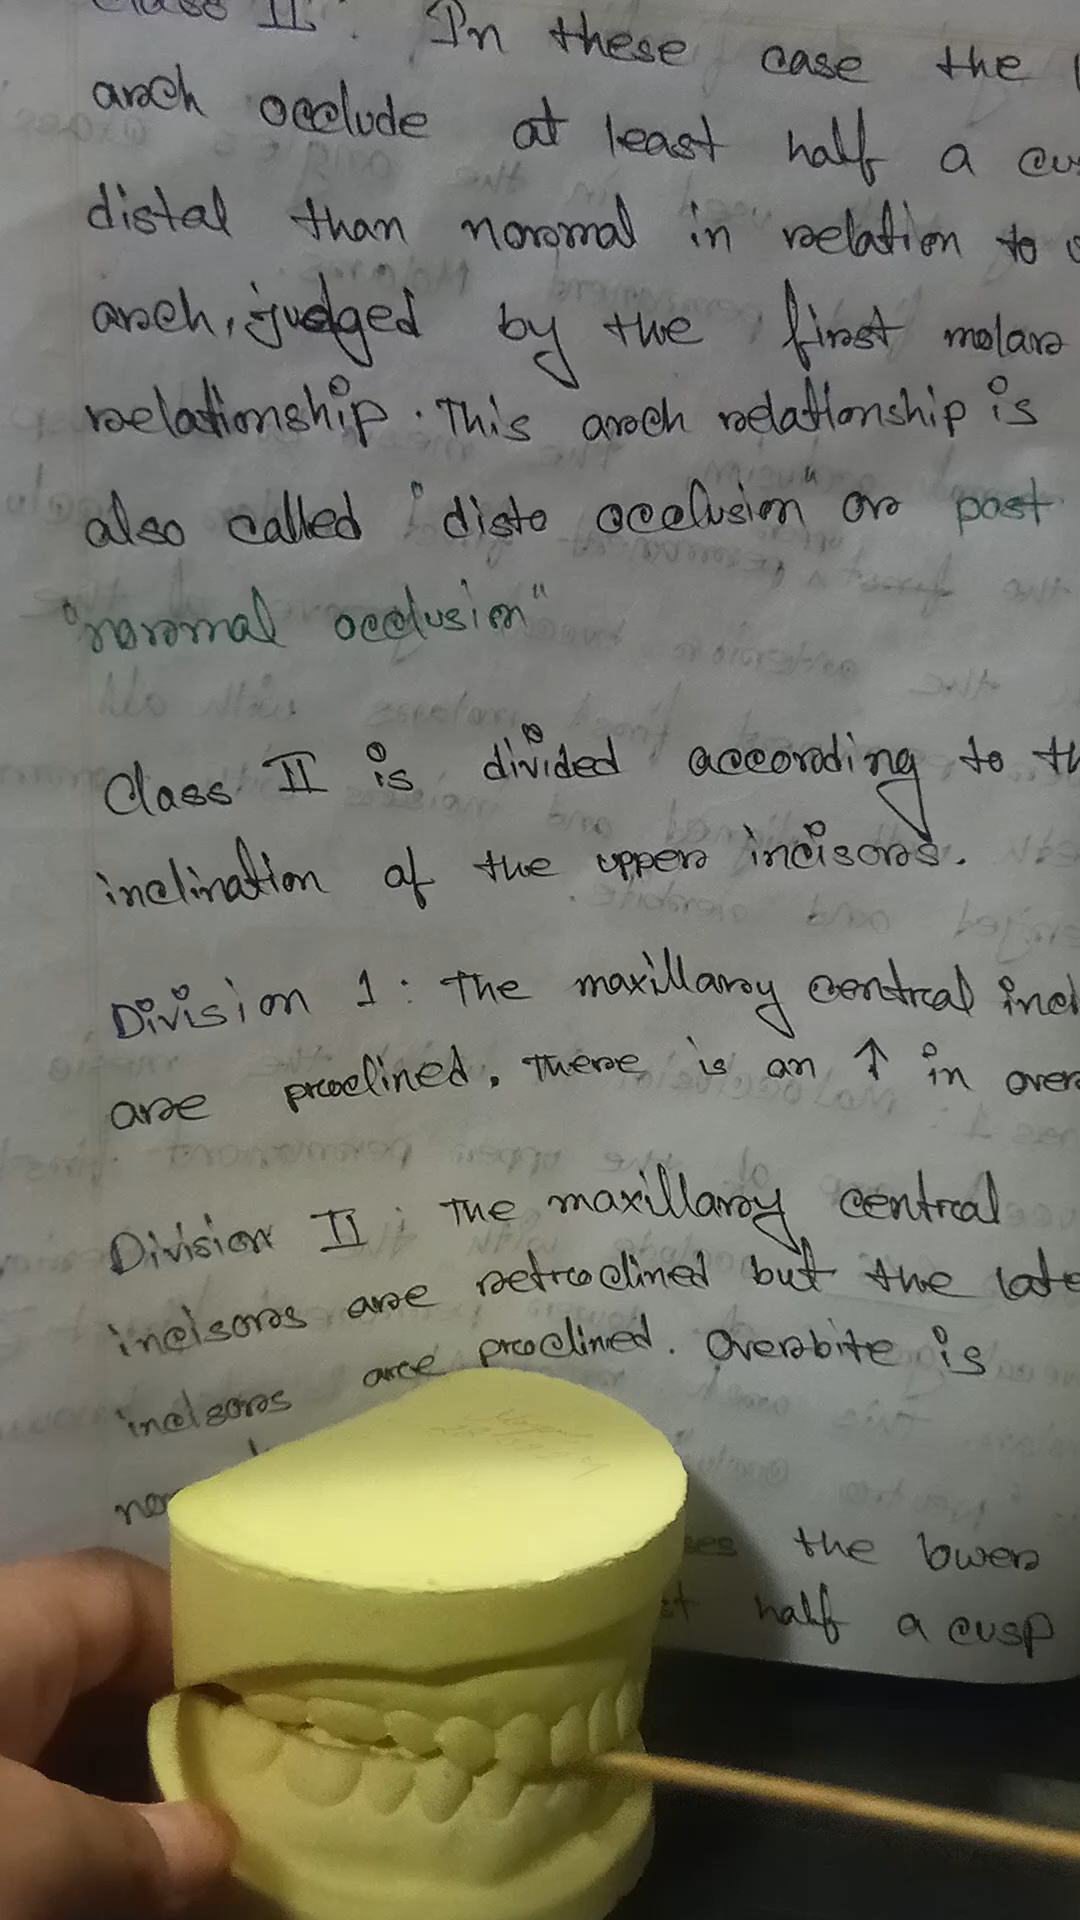 Class II : In these case the
arch occlude at least half a
distal than normal in relation to
arch, judged by the first molar
relationship. This arch relationship is
also called "disto occlusion" or post
"normal occlusion"
Class II is divided according to
inclination of the upper incisors.
Division 1 : The maxillary central
are proclined. There is an ↑ in
Division II : The maxillary central
incisors are retroclined but the
incisors are proclined. Overbite is
the lower
half a cusp